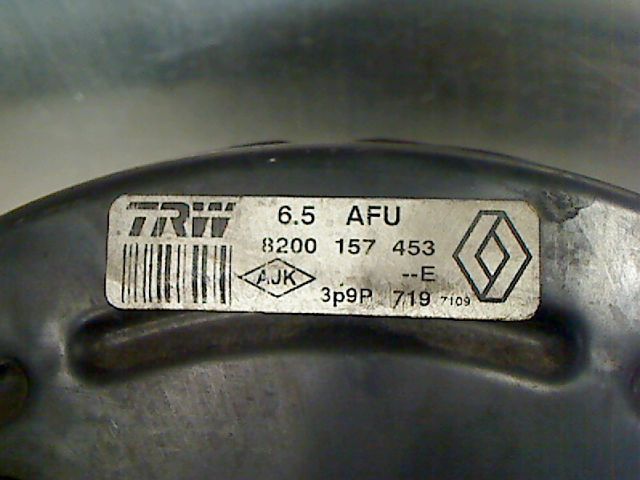 TRW 6.5 AFU
8200 157 453
AJK --E
3p9P 719 7109